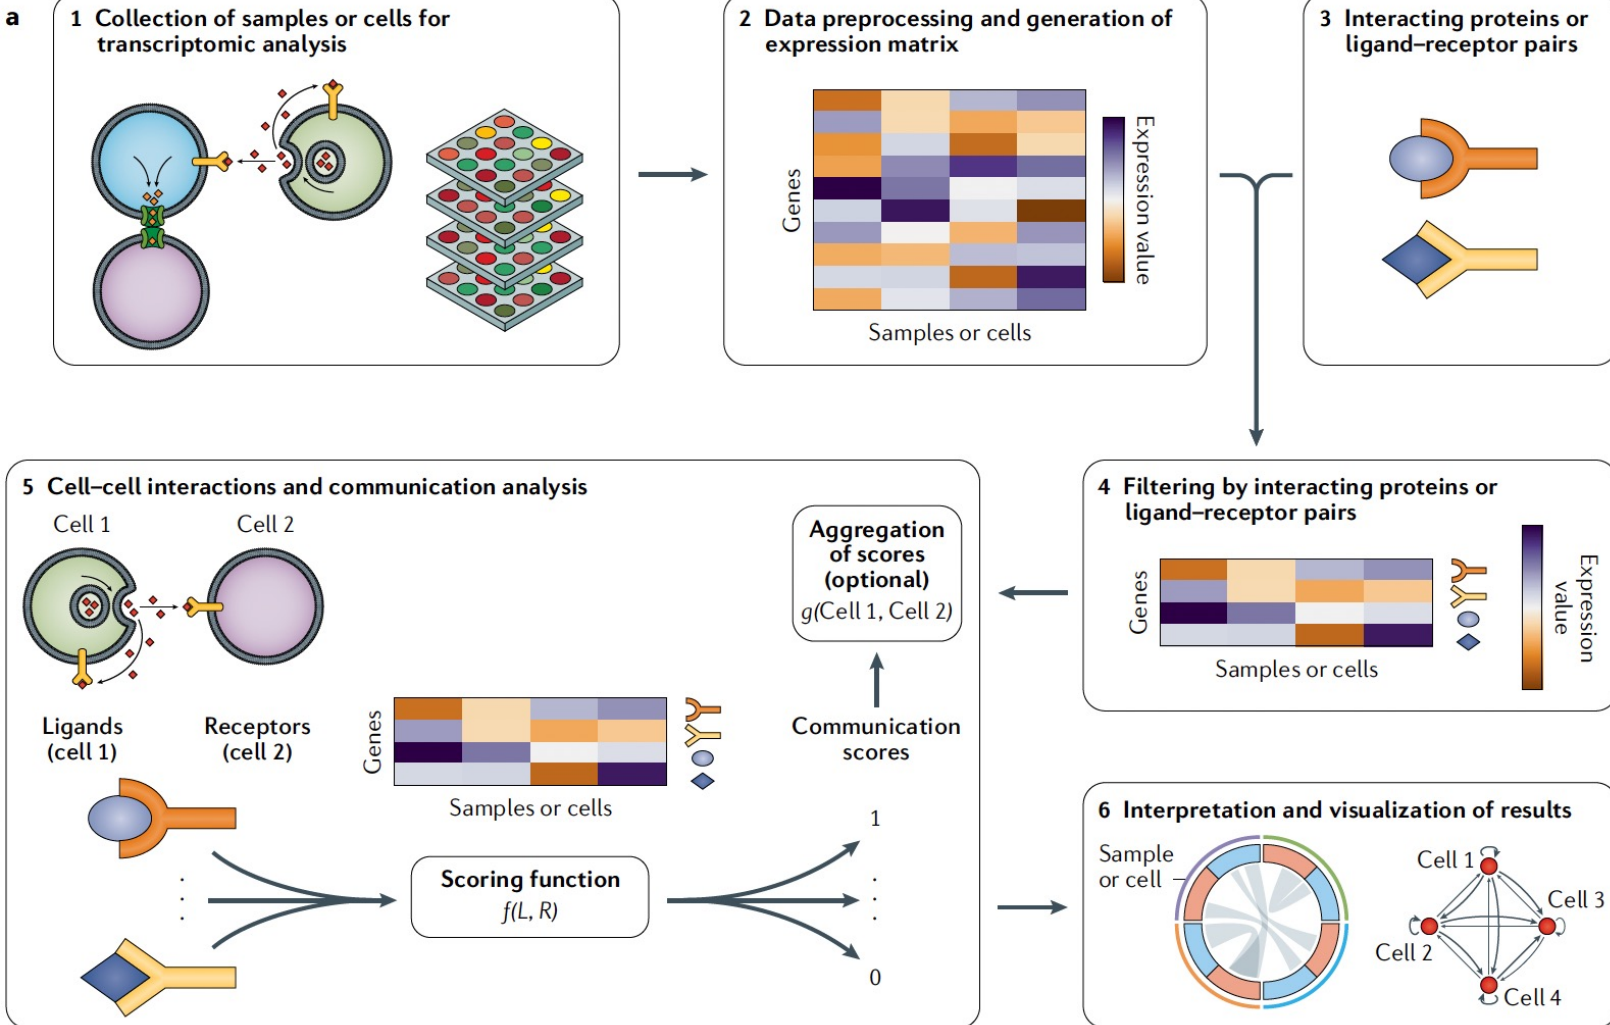 a
1 Collection of samples or cells for
transcriptomic analysis
2 Data preprocessing and generation of
expression matrix
Genes
Expression value
Samples or cells
3 Interacting proteins or
ligand–receptor pairs
4 Filtering by interacting proteins or
ligand–receptor pairs
Genes
Expression
value
Samples or cells
5 Cell–cell interactions and communication analysis
Cell 1
Cell 2
Ligands
(cell 1)
Receptors
(cell 2)
Genes
Samples or cells
Scoring function
f(L, R)
Aggregation
of scores
(optional)
g(Cell 1, Cell 2)
Communication
scores
1
0
6 Interpretation and visualization of results
Sample
or cell
Cell 1
Cell 3
Cell 2
Cell 4